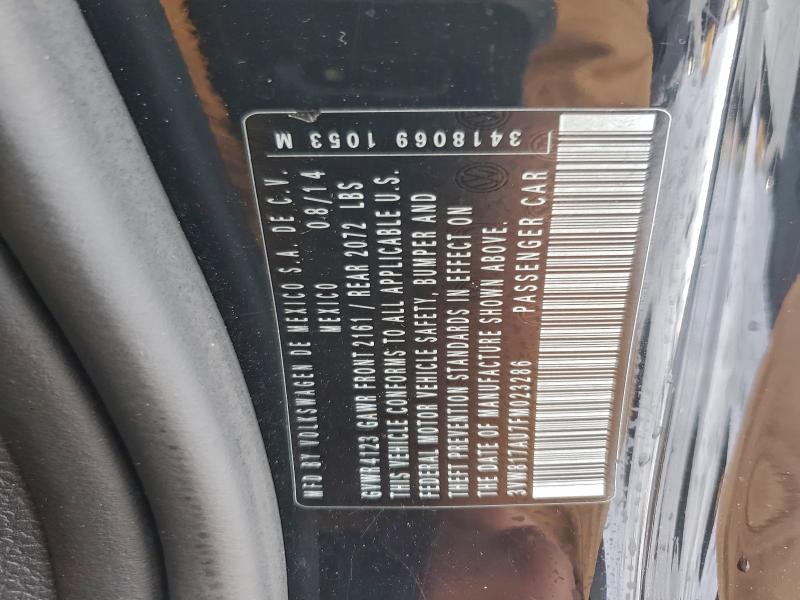 MFD BY VOLKSWAGEN DE MEXICO S.A. DE C.V.
MEXICO 08/14
GVWR 4123 GAWR FRONT 2161 / REAR 2072 LBS
THIS VEHICLE CONFORMS TO ALL APPLICABLE U.S.
FEDERAL MOTOR VEHICLE SAFETY, BUMPER AND
THEFT PREVENTION STANDARDS IN EFFECT ON
THE DATE OF MANUFACTURE SHOWN ABOVE.
3VW817AU7FM023286 PASSENGER CAR
3418069 1053 M